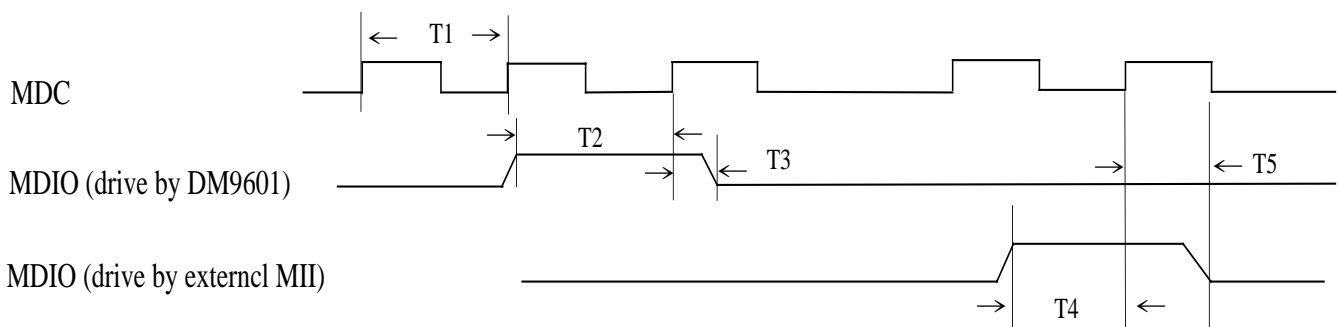 T1
MDC
T2
T3
T5
MDIO (drive by DM9601)
MDIO (drive by externcl MII)
T4